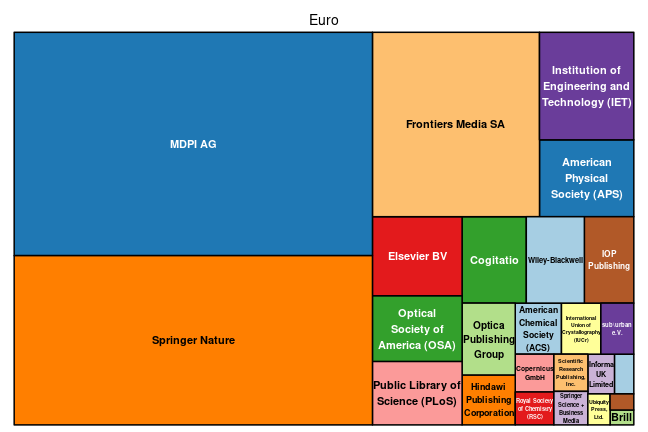 Euro
MDPI AG
Springer Nature
Frontiers Media SA
Institution of
Engineering and
Technology (IET)
American
Physical
Society (APS)
Elsevier BV
Optical
Society of
America (OSA)
Public Library of
Science (PLoS)
Cogitatio
Wiley-Blackwell
IOP
Publishing
Optica
Publishing
Group
Hindawi
Publishing
Corporation
American
Chemical
Society
(ACS)
International
Union of
Crystallography
(IUCr)
sub\urban
e.V.
Copernicus
GmbH
Scientific
Research
Publishing,
Inc.
Informa
UK
Limited
Royal Society
of Chemisery
(RSC)
Springer
Science +
Business
Media
Ubiquity
Press,
Ltd.
Brill